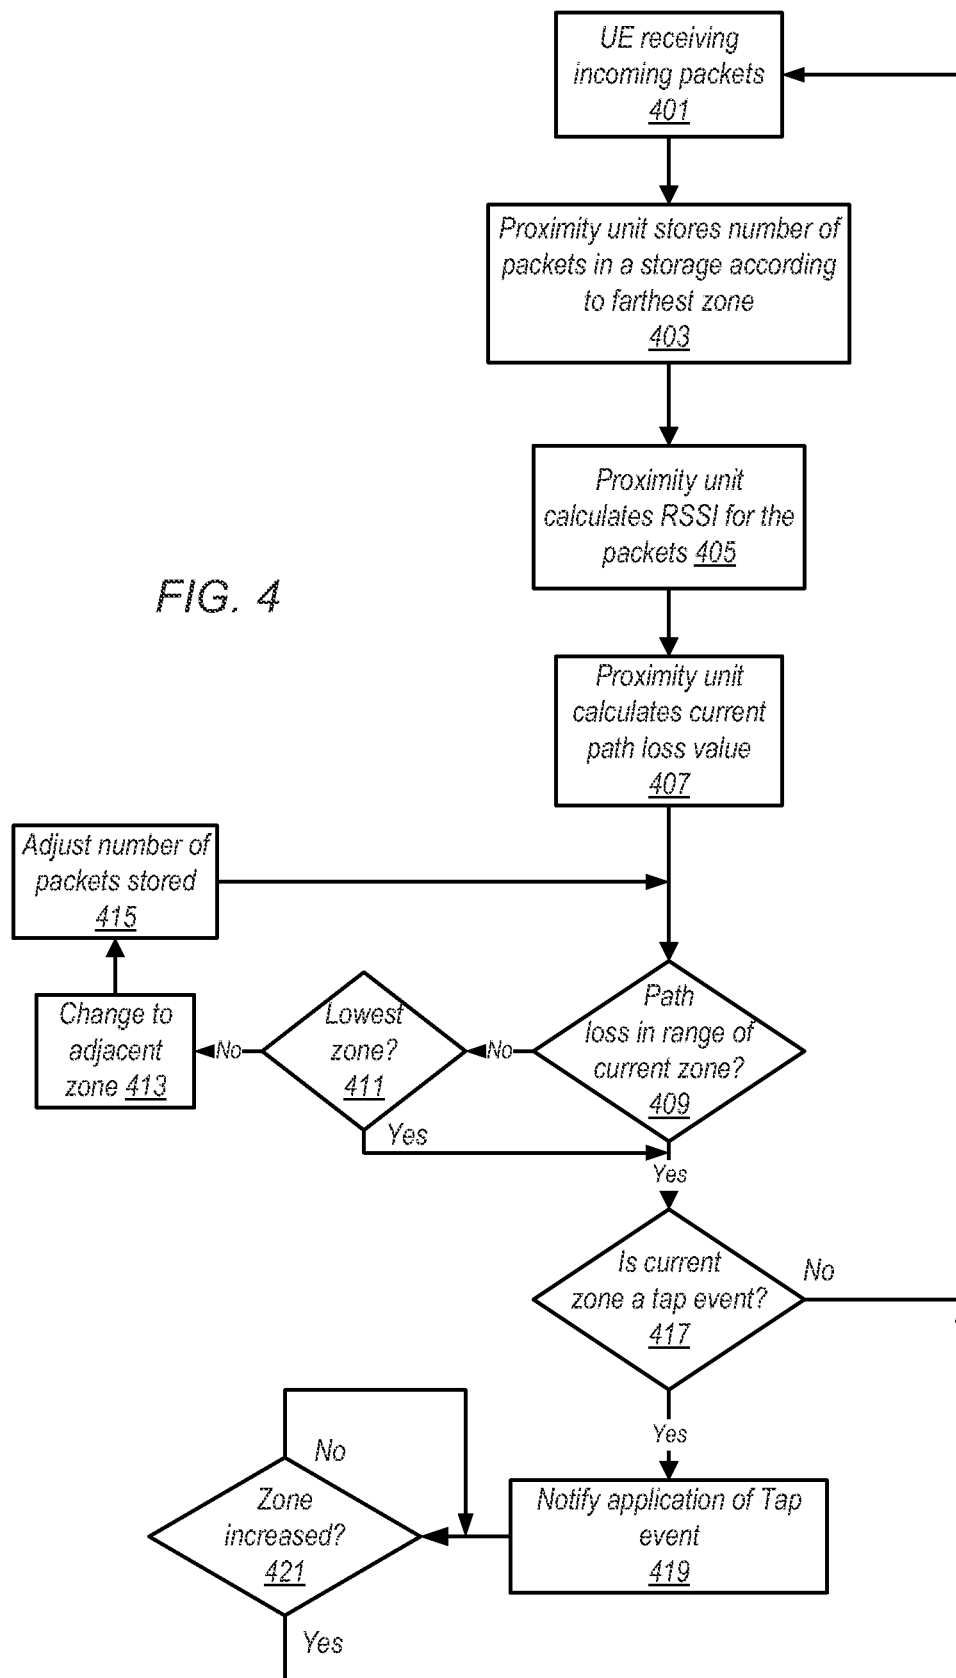 UE receiving
incoming packets
401
Proximity unit stores number of
packets in a storage according
to farthest zone
403
Proximity unit
calculates RSSI for the
packets 405
FIG. 4
Proximity unit
calculates current
path loss value
407
Adjust number of
packets stored
415
Path
loss in range of
current zone?
409
No
Lowest
zone?
411
No
Change to
adjacent
zone 413
Yes
Yes
Is current
zone a tap event?
417
No
Yes
Notify application of Tap
event
419
No
Zone
increased?
421
Yes